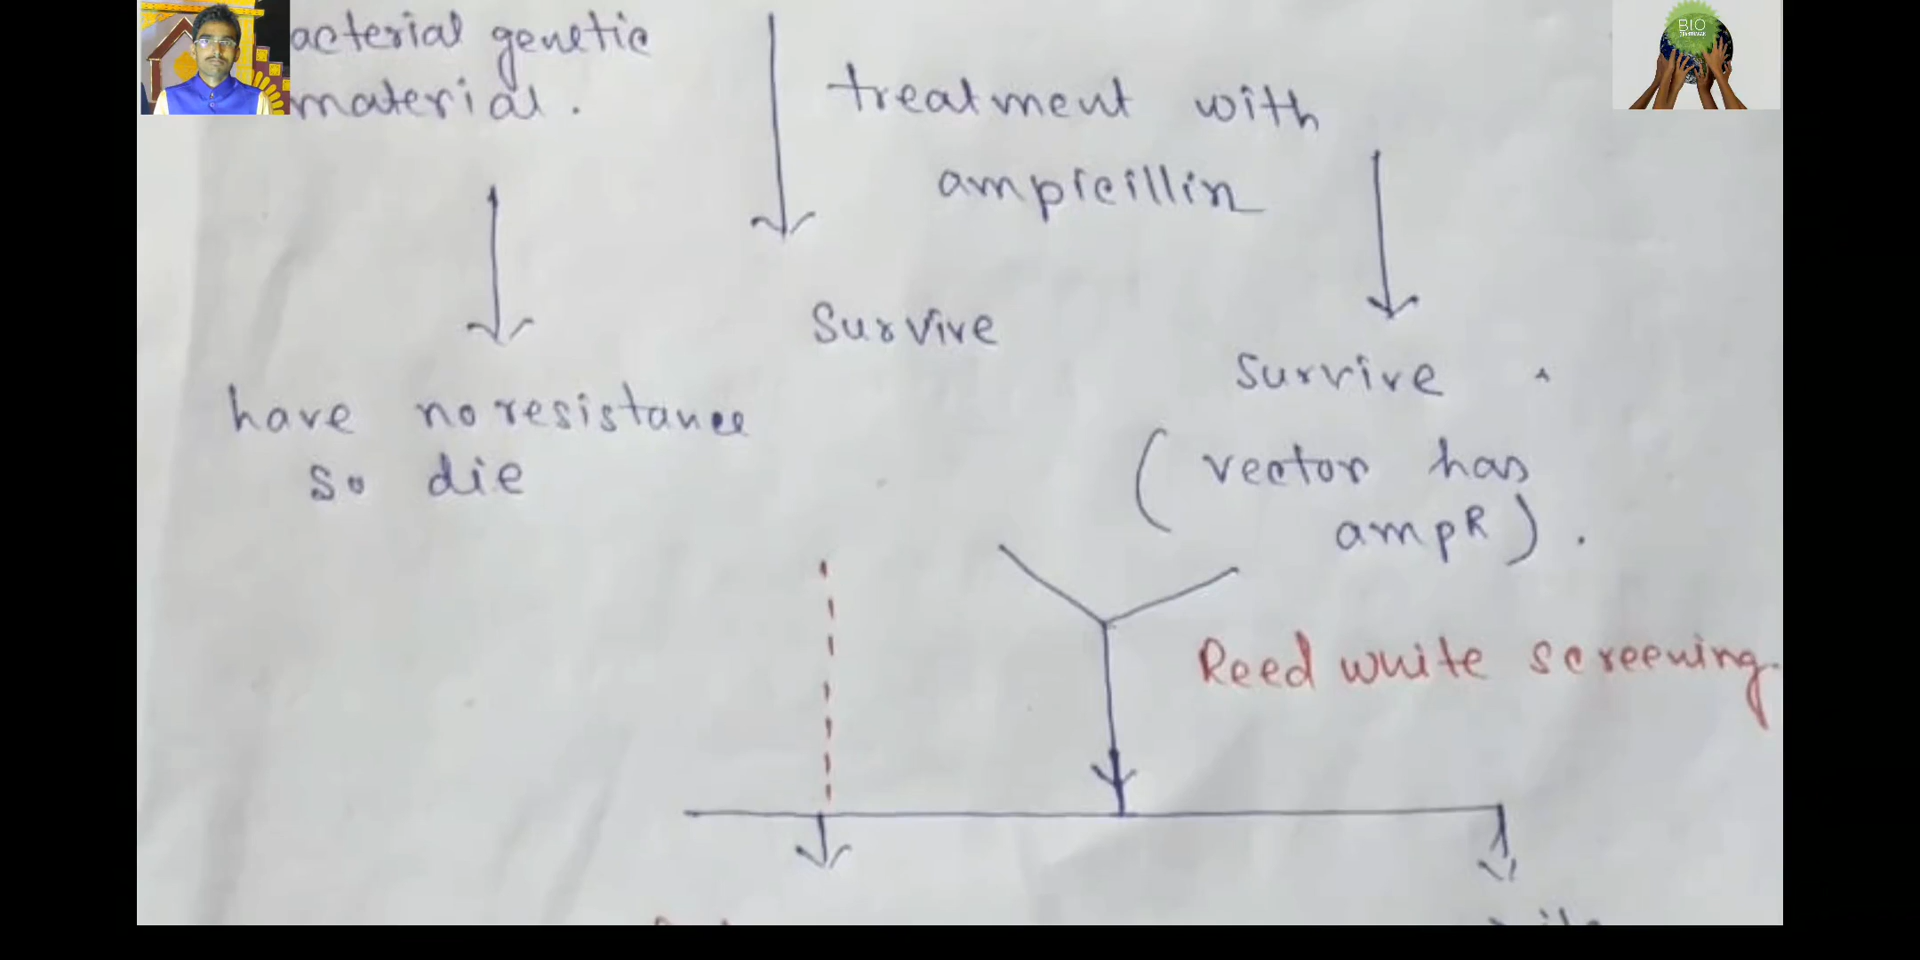 acterial genetic
material.
treatment with
ampicillin
Survive
survive
have no resistance
so die
(vector has
ampR).
Reed white screening.
BIO